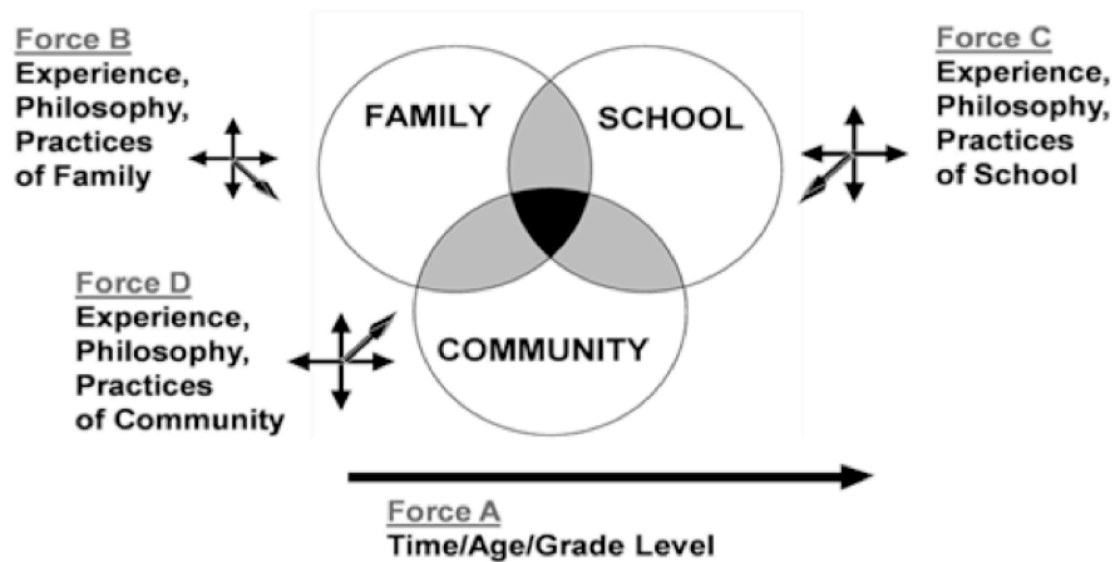 Force B
Experience,
Philosophy,
Practices
of Family
FAMILY
SCHOOL
Force C
Experience,
Philosophy,
Practices
of School
Force D
Experience,
Philosophy,
Practices
of Community
COMMUNITY
Force A
Time/Age/Grade Level